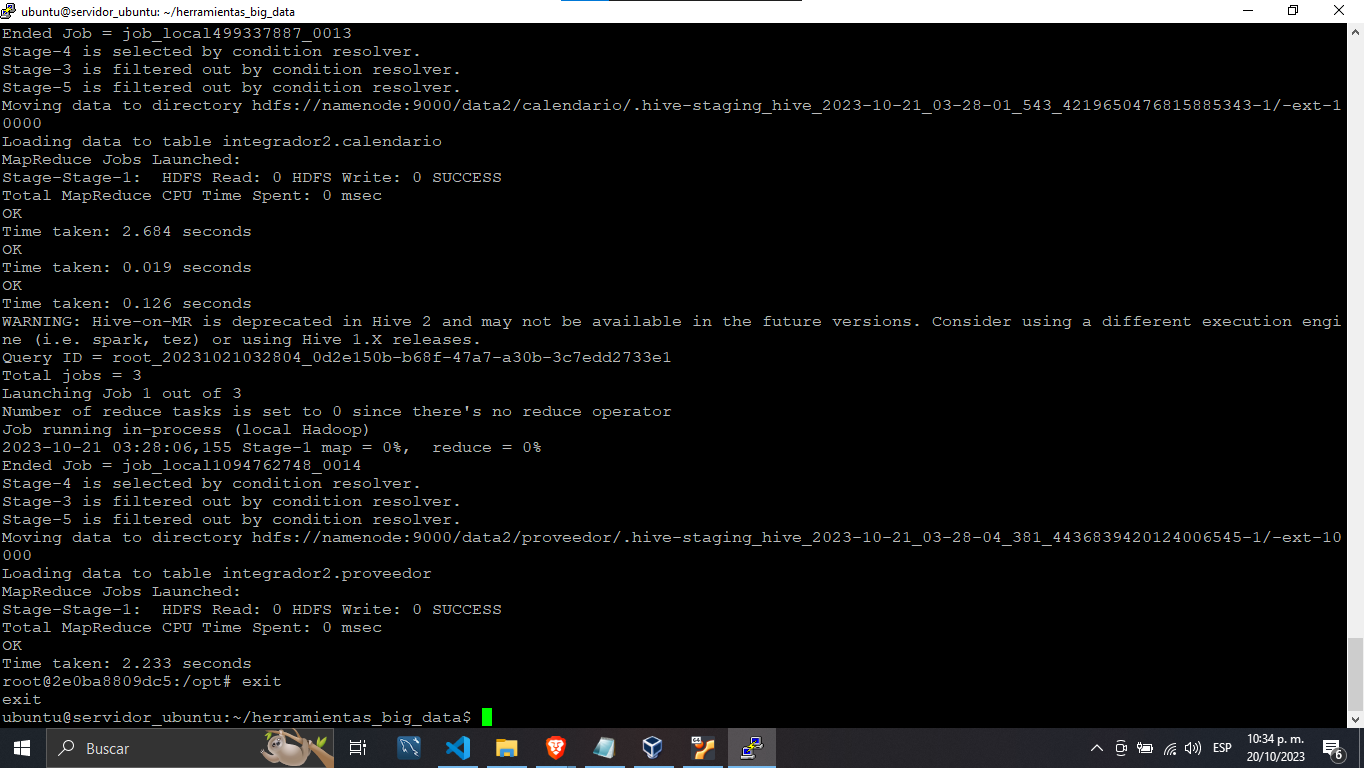 ubuntu@servidor_ubuntu: ~/herramientas_big_data
Ended Job = job_local499337887_0013
Stage-4 is selected by condition resolver.
Stage-3 is filtered out by condition resolver.
Stage-5 is filtered out by condition resolver.
Moving data to directory hdfs://namenode:9000/data2/calendario/.hive-staging_hive_2023-10-21_03-28-01_543_4219650476815885343-1/-ext-1
0000
Loading data to table integrador2.calendario
MapReduce Jobs Launched:
Stage-Stage-1:  HDFS Read: 0 HDFS Write: 0 SUCCESS
Total MapReduce CPU Time Spent: 0 msec
OK
Time taken: 2.684 seconds
OK
Time taken: 0.019 seconds
OK
Time taken: 0.126 seconds
WARNING: Hive-on-MR is deprecated in Hive 2 and may not be available in the future versions. Consider using a different execution engi
ne (i.e. spark, tez) or using Hive 1.X releases.
Query ID = root_20231021032804_0d2e150b-b68f-47a7-a30b-3c7edd2733e1
Total jobs = 3
Launching Job 1 out of 3
Number of reduce tasks is set to 0 since there's no reduce operator
Job running in-process (local Hadoop)
2023-10-21 03:28:06,155 Stage-1 map = 0%,  reduce = 0%
Ended Job = job_local1094762748_0014
Stage-4 is selected by condition resolver.
Stage-3 is filtered out by condition resolver.
Stage-5 is filtered out by condition resolver.
Moving data to directory hdfs://namenode:9000/data2/proveedor/.hive-staging_hive_2023-10-21_03-28-04_381_4436839420124006545-1/-ext-10
000
Loading data to table integrador2.proveedor
MapReduce Jobs Launched:
Stage-Stage-1:  HDFS Read: 0 HDFS Write: 0 SUCCESS
Total MapReduce CPU Time Spent: 0 msec
OK
Time taken: 2.233 seconds
root@2e0ba8809dc5:/opt# exit
exit
ubuntu@servidor_ubuntu:~/herramientas_big_data$
Buscar
64
ESP
10:34 p. m.
20/10/2023
6